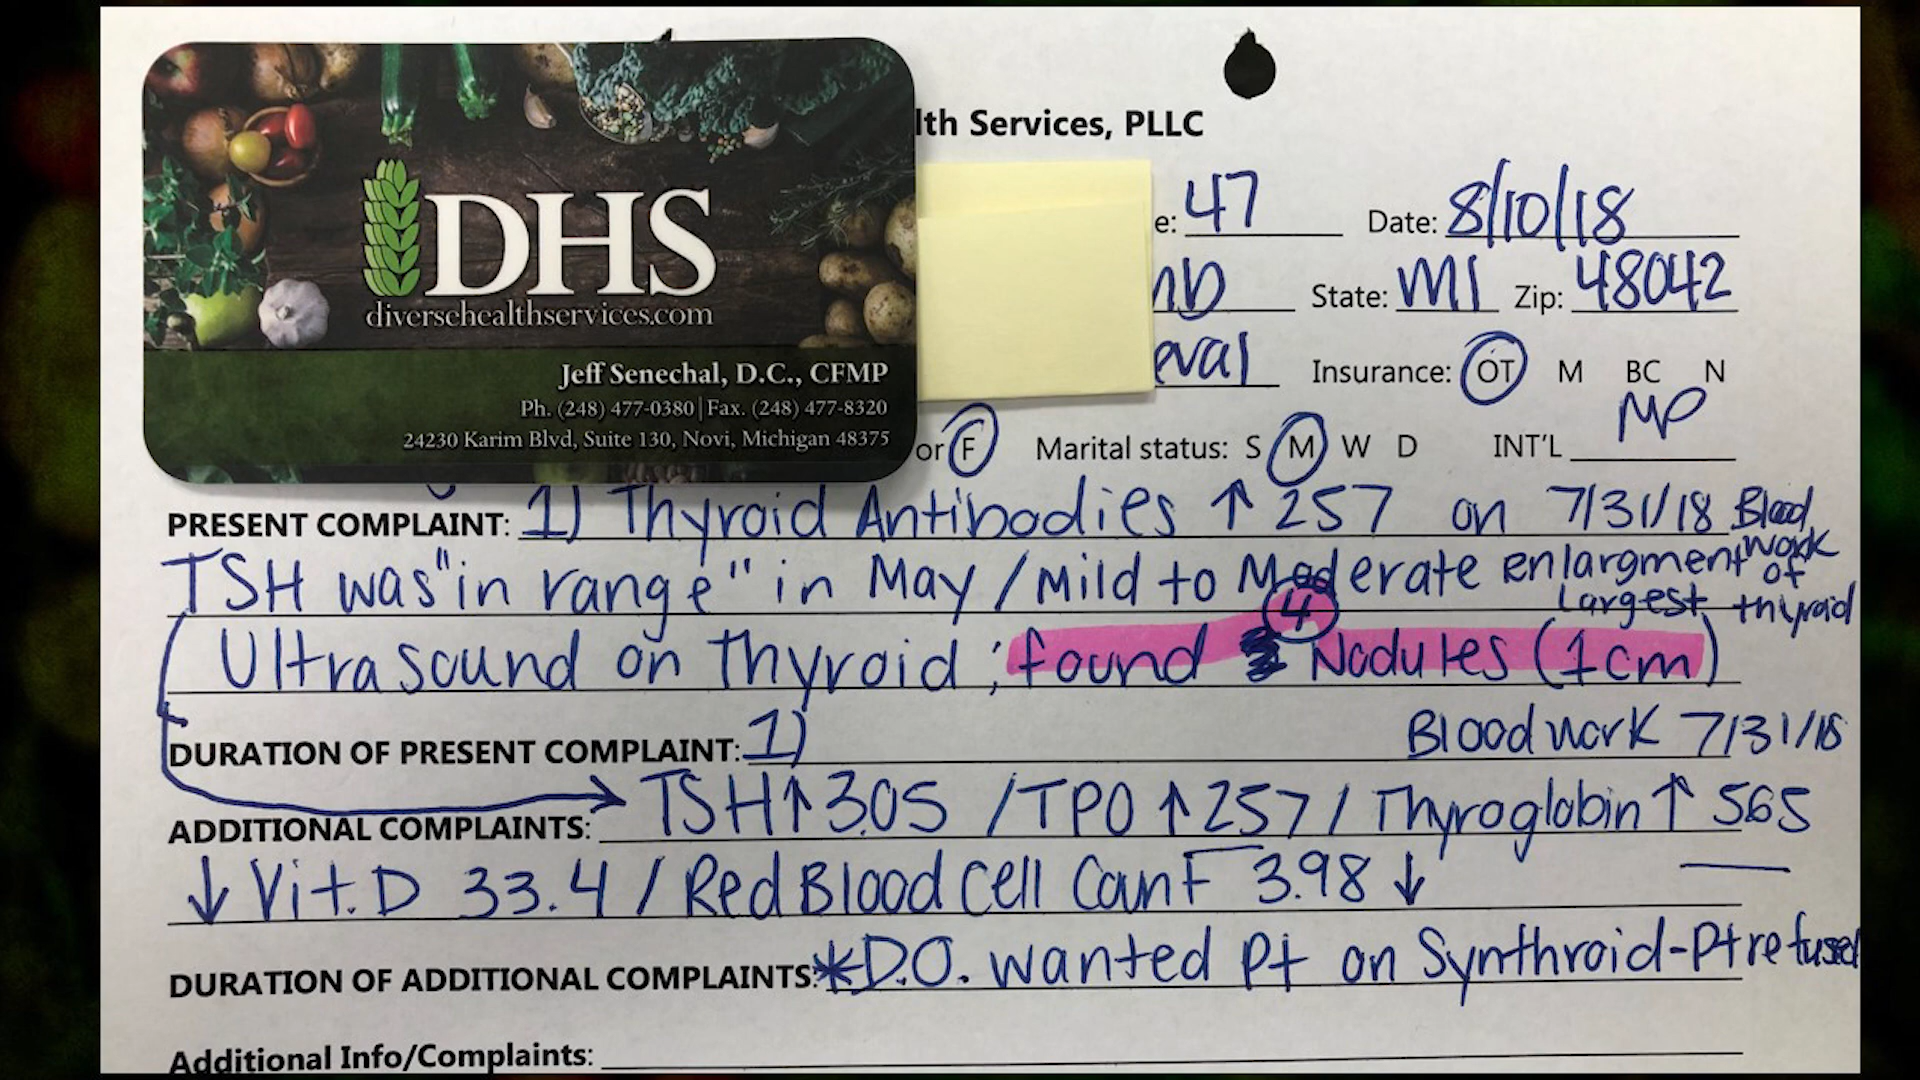 DHS
diversehealthservices.com
Jeff Senechal, D.C., CFMP
Ph. (248) 477-0380 | Fax. (248) 477-8320
24230 Karim Blvd, Suite 130, Novi, Michigan 48375
lth Services, PLLC
e: 47 Date: 8/10/18
State: MI Zip: 48042
eval Insurance: OT M BC N
or F Marital status: S M W D INT'L MP
PRESENT COMPLAINT: 1) Thyroid Antibodies ↑ 257 on 7/31/18 Blood work
TSH was "in range" in May / Mild to Moderate enlargment of thyroid
Largest
Ultrasound on thyroid; found 4 Nodules (1cm)
DURATION OF PRESENT COMPLAINT: 1) Blood work 7/31/18
ADDITIONAL COMPLAINTS: TSH ↑ 3.05 / TPO ↑ 257 / Thyroglobin ↑ 565
↓ Vit. D 33.4 / Red Blood Cell Count 3.98 ↓
DURATION OF ADDITIONAL COMPLAINTS: *D.O. wanted Pt on Synthroid-Pt refused
Additional Info/Complaints: